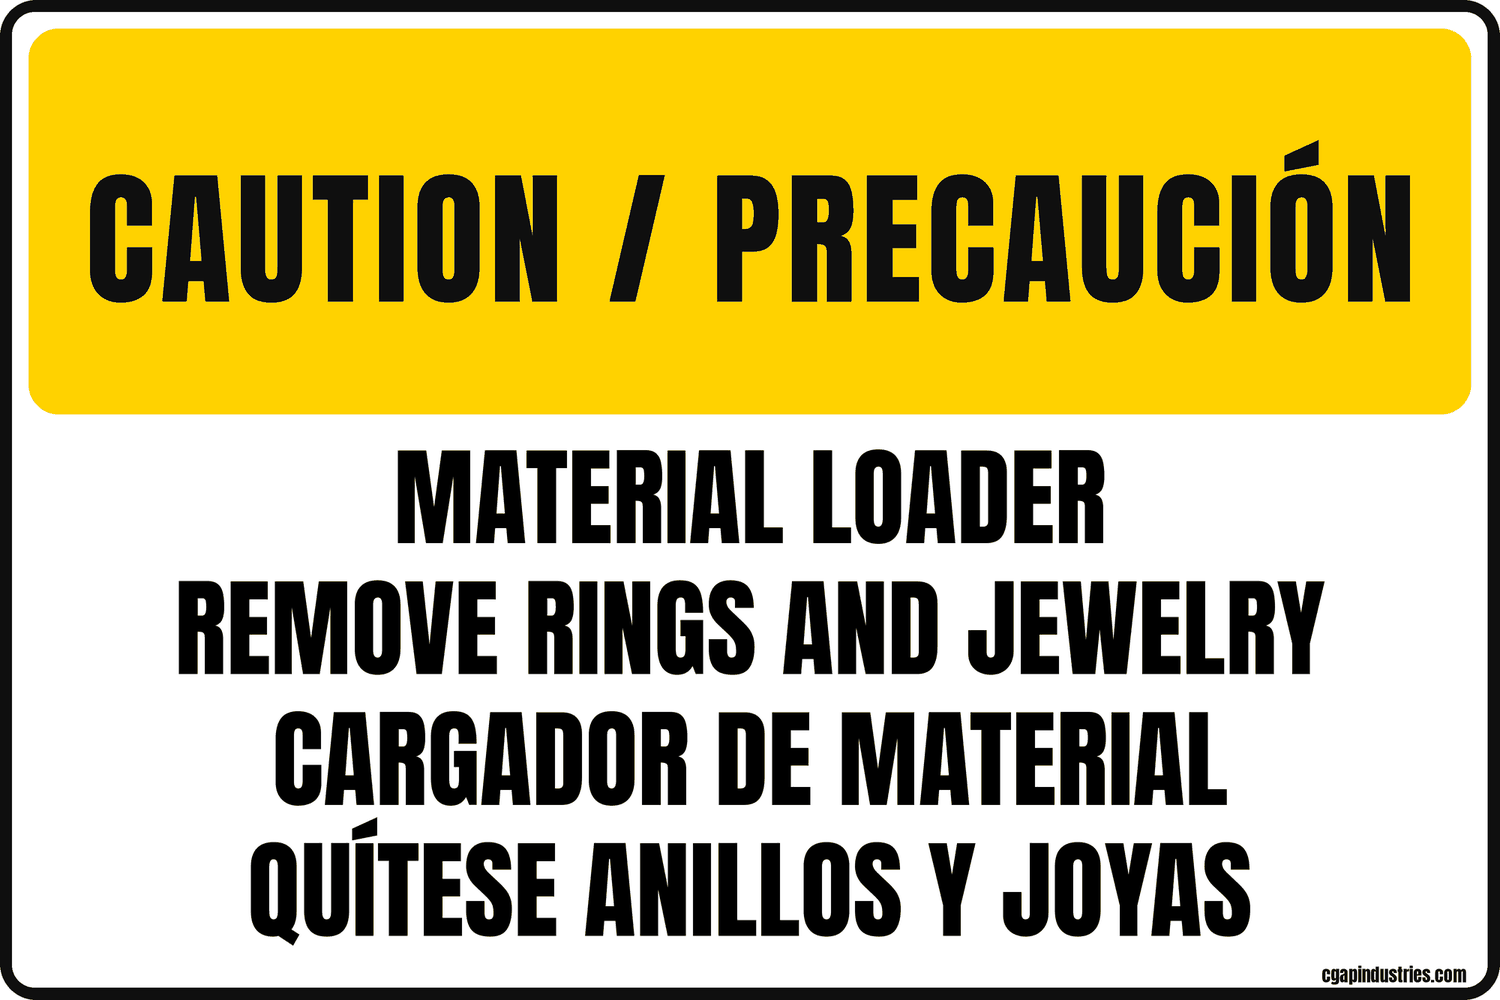 CAUTION / PRECAUCIÓN
MATERIAL LOADER
REMOVE RINGS AND JEWELRY
CARGADOR DE MATERIAL
QUÍTESE ANILLOS Y JOYAS
cgapindustries.com